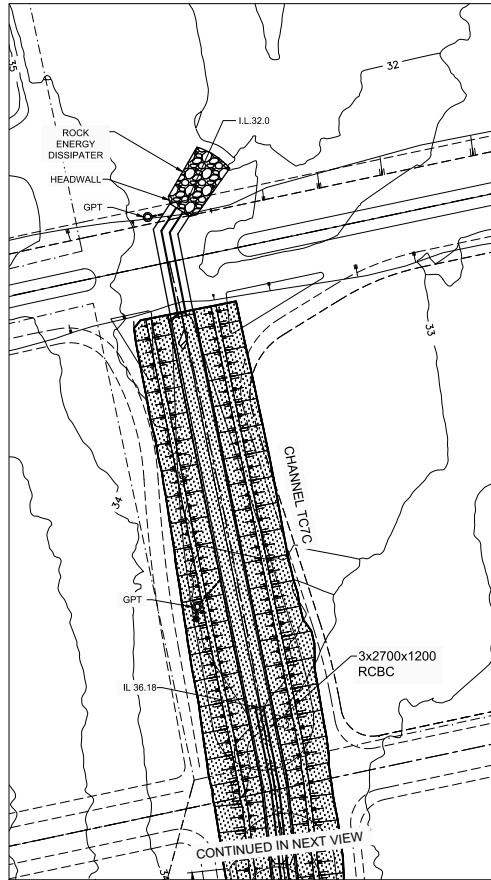 35
32
I.L.32.0
ROCK
ENERGY
DISSIPATER
HEADWALL
GPT
33
CHANNEL TC7C
34
GPT
3x2700x1200
RCBC
IL 36.18
CONTINUED IN NEXT VIEW